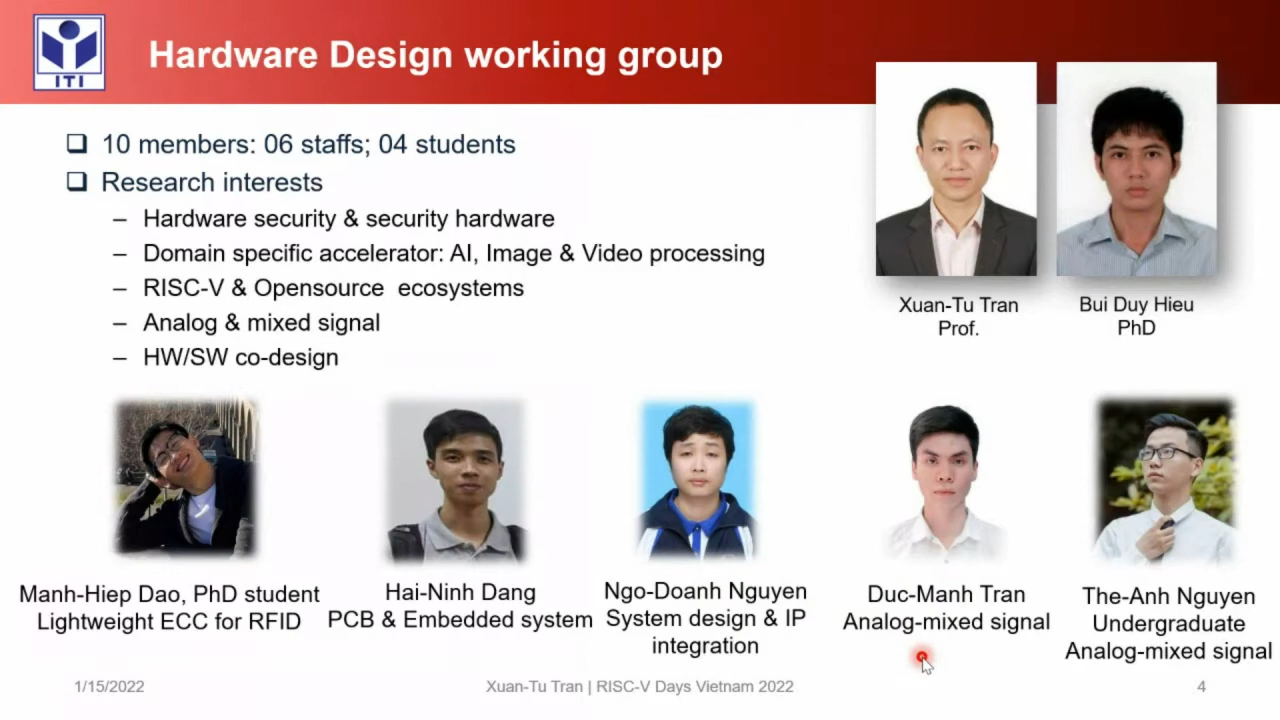 ITI
Hardware Design working group
10 members: 06 staffs; 04 students
Research interests
– Hardware security & security hardware
– Domain specific accelerator: AI, Image & Video processing
– RISC-V & Opensource ecosystems
– Analog & mixed signal
– HW/SW co-design
Xuan-Tu Tran
Prof.
Bui Duy Hieu
PhD
Manh-Hiep Dao, PhD student
Lightweight ECC for RFID
Hai-Ninh Dang
PCB & Embedded system
Ngo-Doanh Nguyen
System design & IP
integration
Duc-Manh Tran
Analog-mixed signal
The-Anh Nguyen
Undergraduate
Analog-mixed signal
1/15/2022
Xuan-Tu Tran | RISC-V Days Vietnam 2022
4